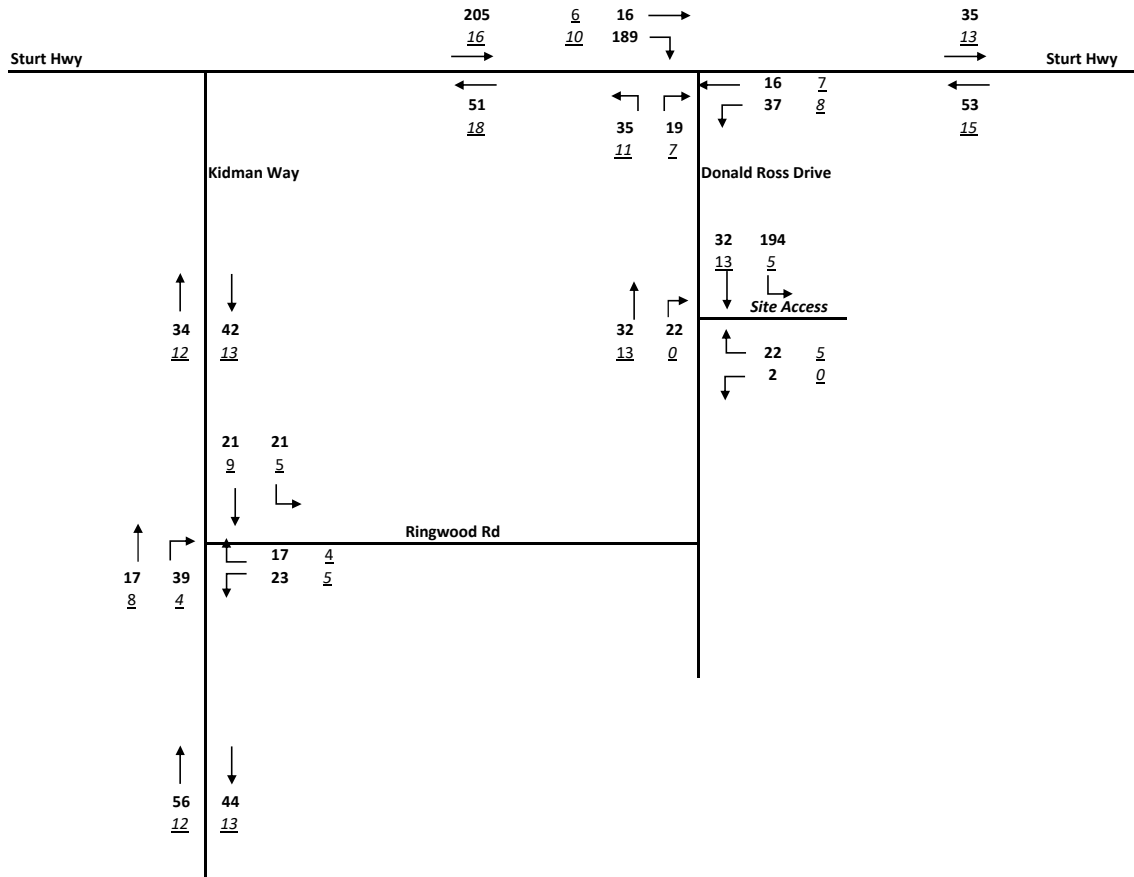 205 6 16 35
16 10 189 13
Sturt Hwy Sturt Hwy
16 7
51 37 8 53
18 35 19 15
11 7
Kidman Way Donald Ross Drive
32 194
13 5
Site Access
34 42 32 22
12 13 13 0
22 5
2 0
21 21
9 5
Ringwood Rd
17 4
17 39 23 5
8 4
56 44
12 13